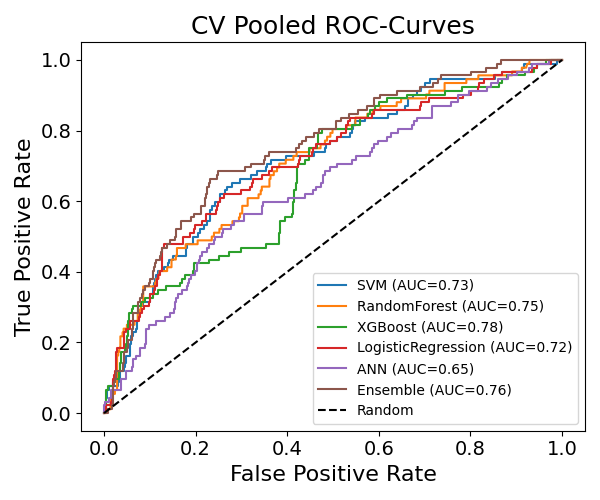 CV Pooled ROC-Curves
True Positive Rate
1.0
0.8
0.6
0.4
0.2
0.0
SVM (AUC=0.73)
RandomForest (AUC=0.75)
XGBoost (AUC=0.78)
LogisticRegression (AUC=0.72)
ANN (AUC=0.65)
Ensemble (AUC=0.76)
Random
0.0 0.2 0.4 0.6 0.8 1.0
False Positive Rate